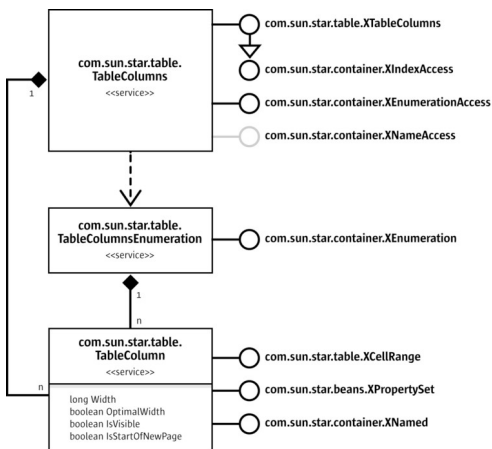 com.sun.star.table.
TableColumns
<<service>>
com.sun.star.table.XTableColumns
com.sun.star.container.XIndexAccess
com.sun.star.container.XEnumerationAccess
com.sun.star.container.XNameAccess
1
com.sun.star.table.
TableColumnsEnumeration
<<service>>
com.sun.star.container.XEnumeration
1
n
com.sun.star.table.
TableColumn
<<service>>
com.sun.star.table.XCellRange
com.sun.star.beans.XPropertySet
com.sun.star.container.XNamed
n
long Width
boolean OptimalWidth
boolean IsVisible
boolean IsStartOfNewPage